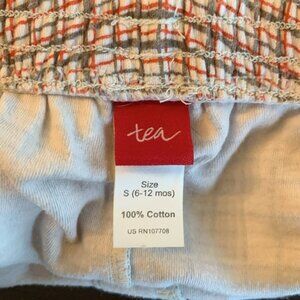 tea
Size
S (6-12 mos)
100% Cotton
US RN107708